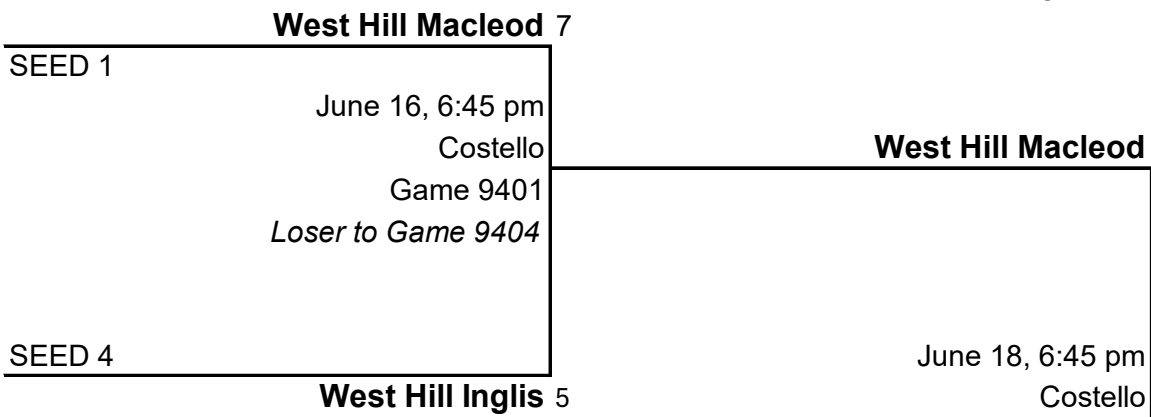 West Hill Macleod 7
SEED 1
June 16, 6:45 pm
Costello
Game 9401
Loser to Game 9404
SEED 4
West Hill Inglis 5
West Hill Macleod
June 18, 6:45 pm
Costello